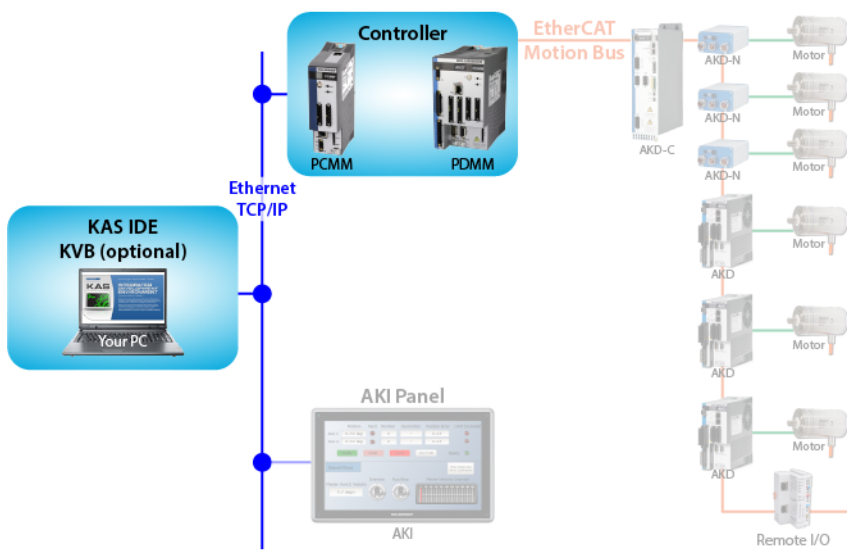 Controller
PCMM
PDMM
EtherCAT
Motion Bus
AKD-C
AKD-N
Motor
AKD-N
Motor
AKD-N
Motor
AKD
Motor
AKD
Motor
AKD
Motor
Remote I/O
Ethernet
TCP/IP
KAS IDE
KVB (optional)
KAS
Your PC
AKI Panel
AKI